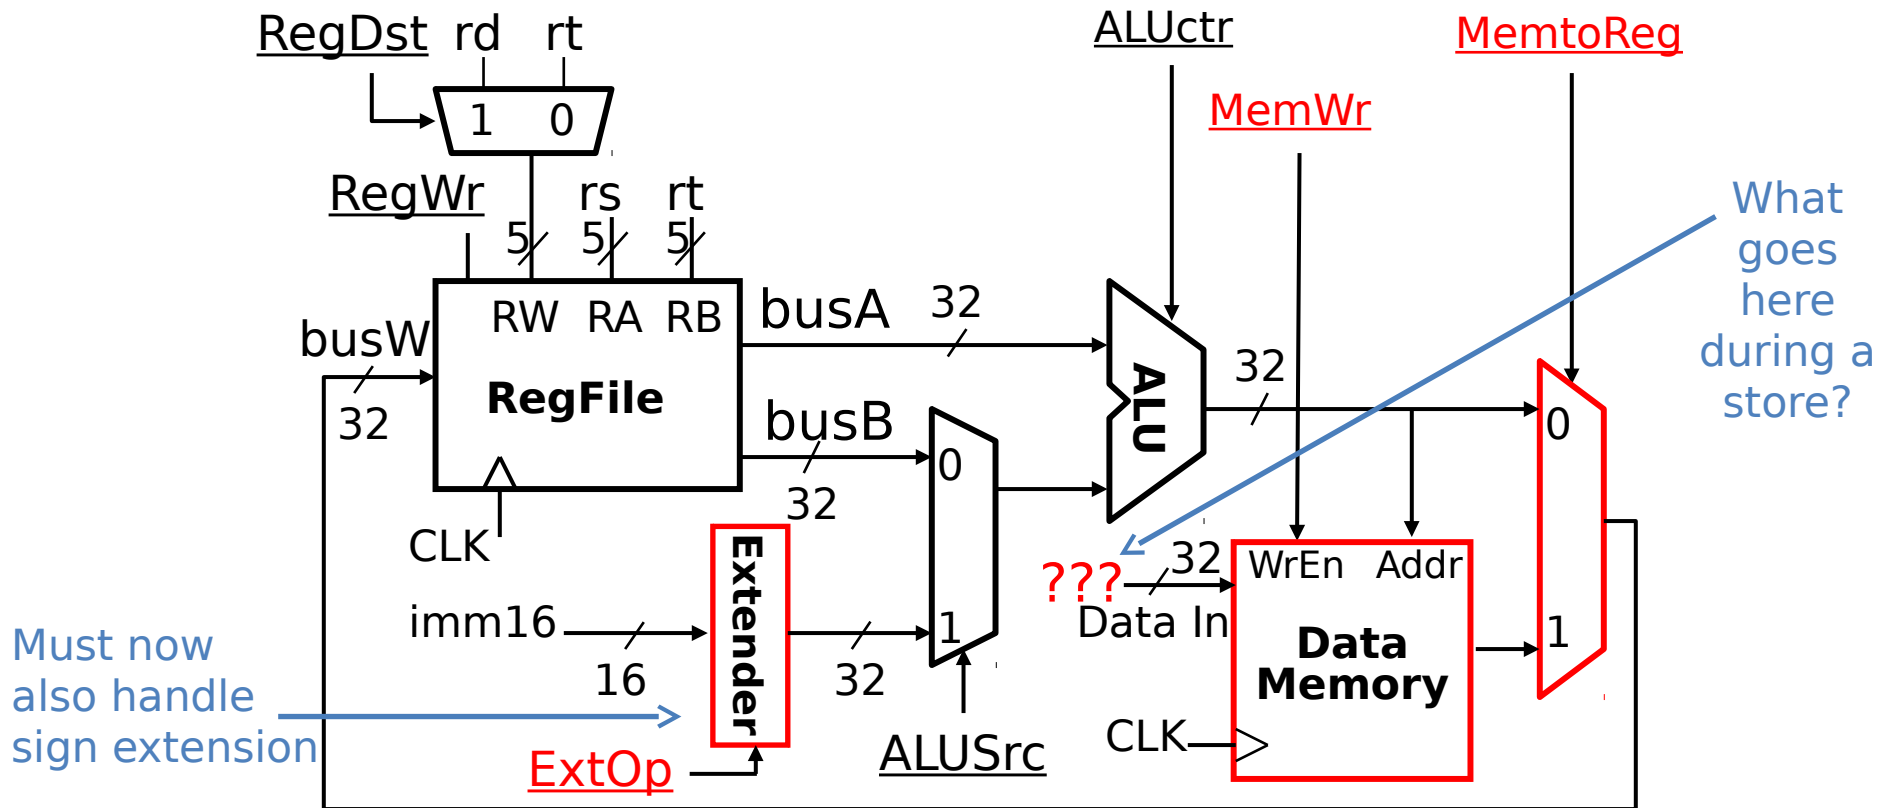 RegDst rd rt
ALUctr
MemtoReg
MemWr
1 0
RegWr rs rt
5 5 5
What
goes
here
during a
store?
RW RA RB
busA 32
busW
32
RegFile
ALU
32
busB
32
0
0
CLK
Extender
???
32
WrEn Addr
imm16
16
32
1
Data In
Data
Memory
1
Must now
also handle
sign extension
CLK
ExtOp
ALUSrc